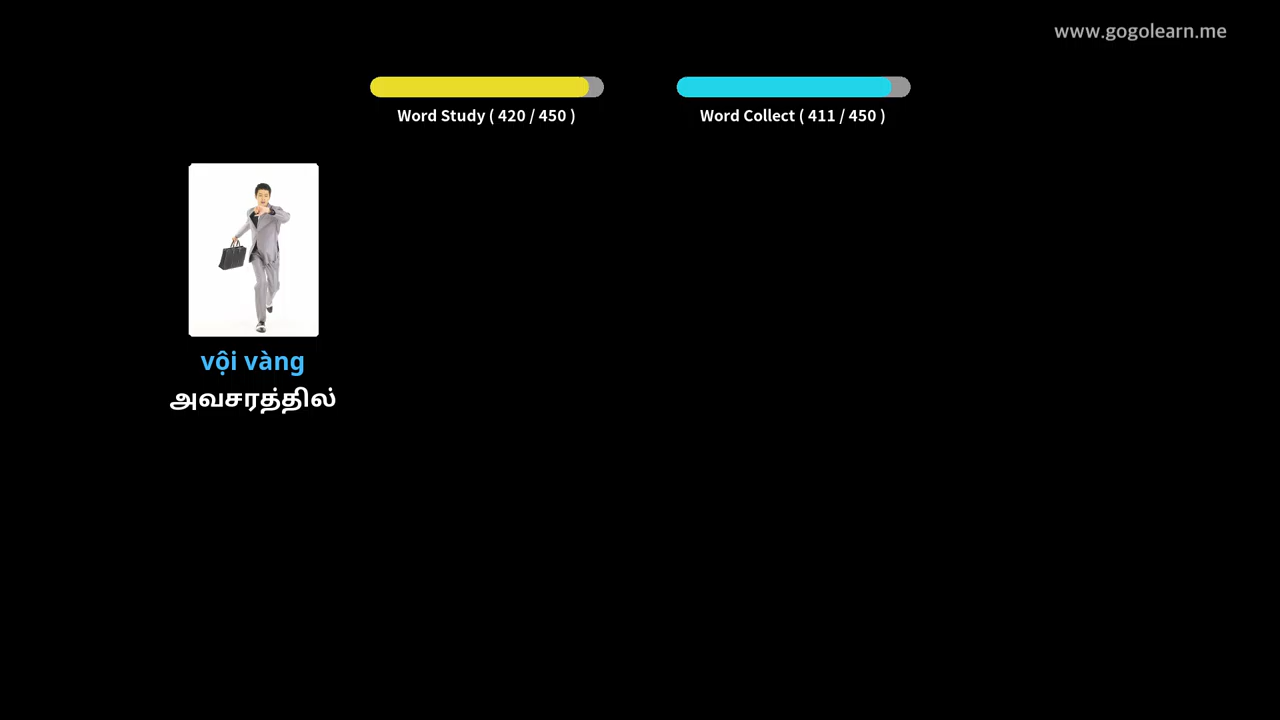 www.gogolearn.me
Word Study ( 420 / 450 )
Word Collect ( 411 / 450 )
vội vàng
அவசரத்தில்